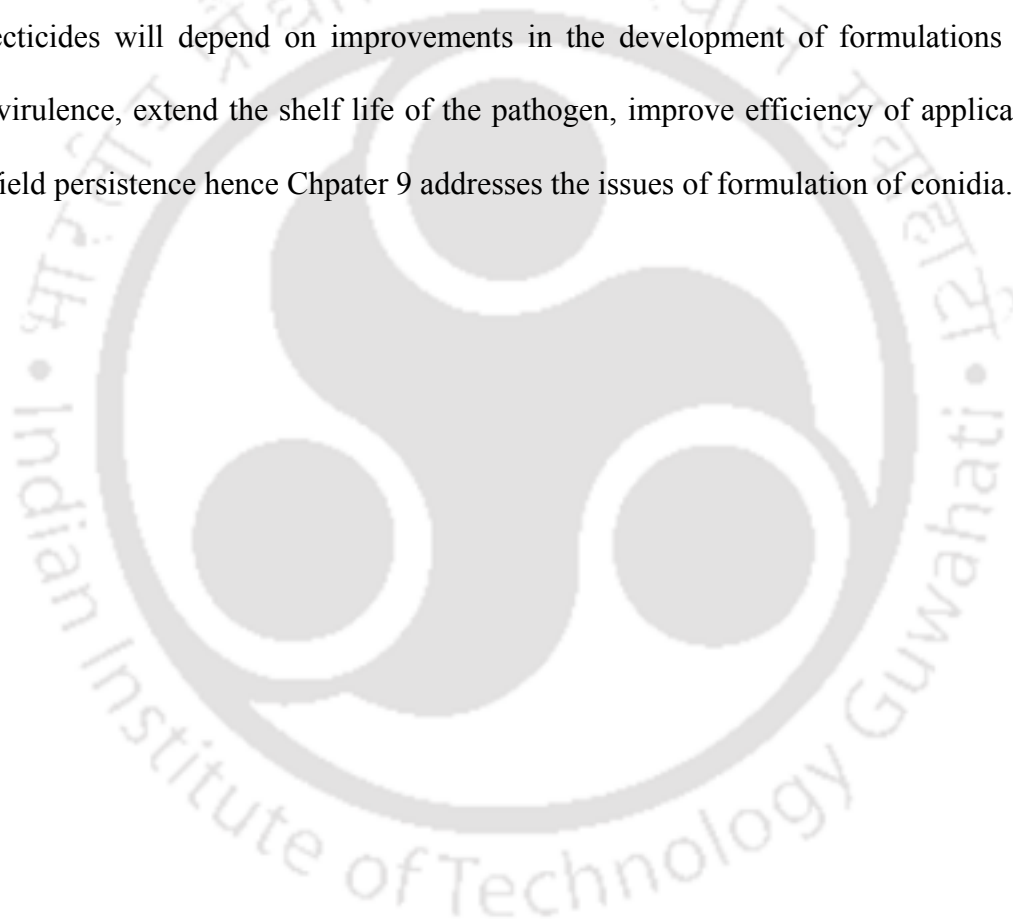 ecticides will depend on improvements in the development of formulations
virulence, extend the shelf life of the pathogen, improve efficiency of applica
field persistence hence Chpater 9 addresses the issues of formulation of conidia.
भारतीय
गुवाहाटी
• Indian Institute of Technology Guwahati •